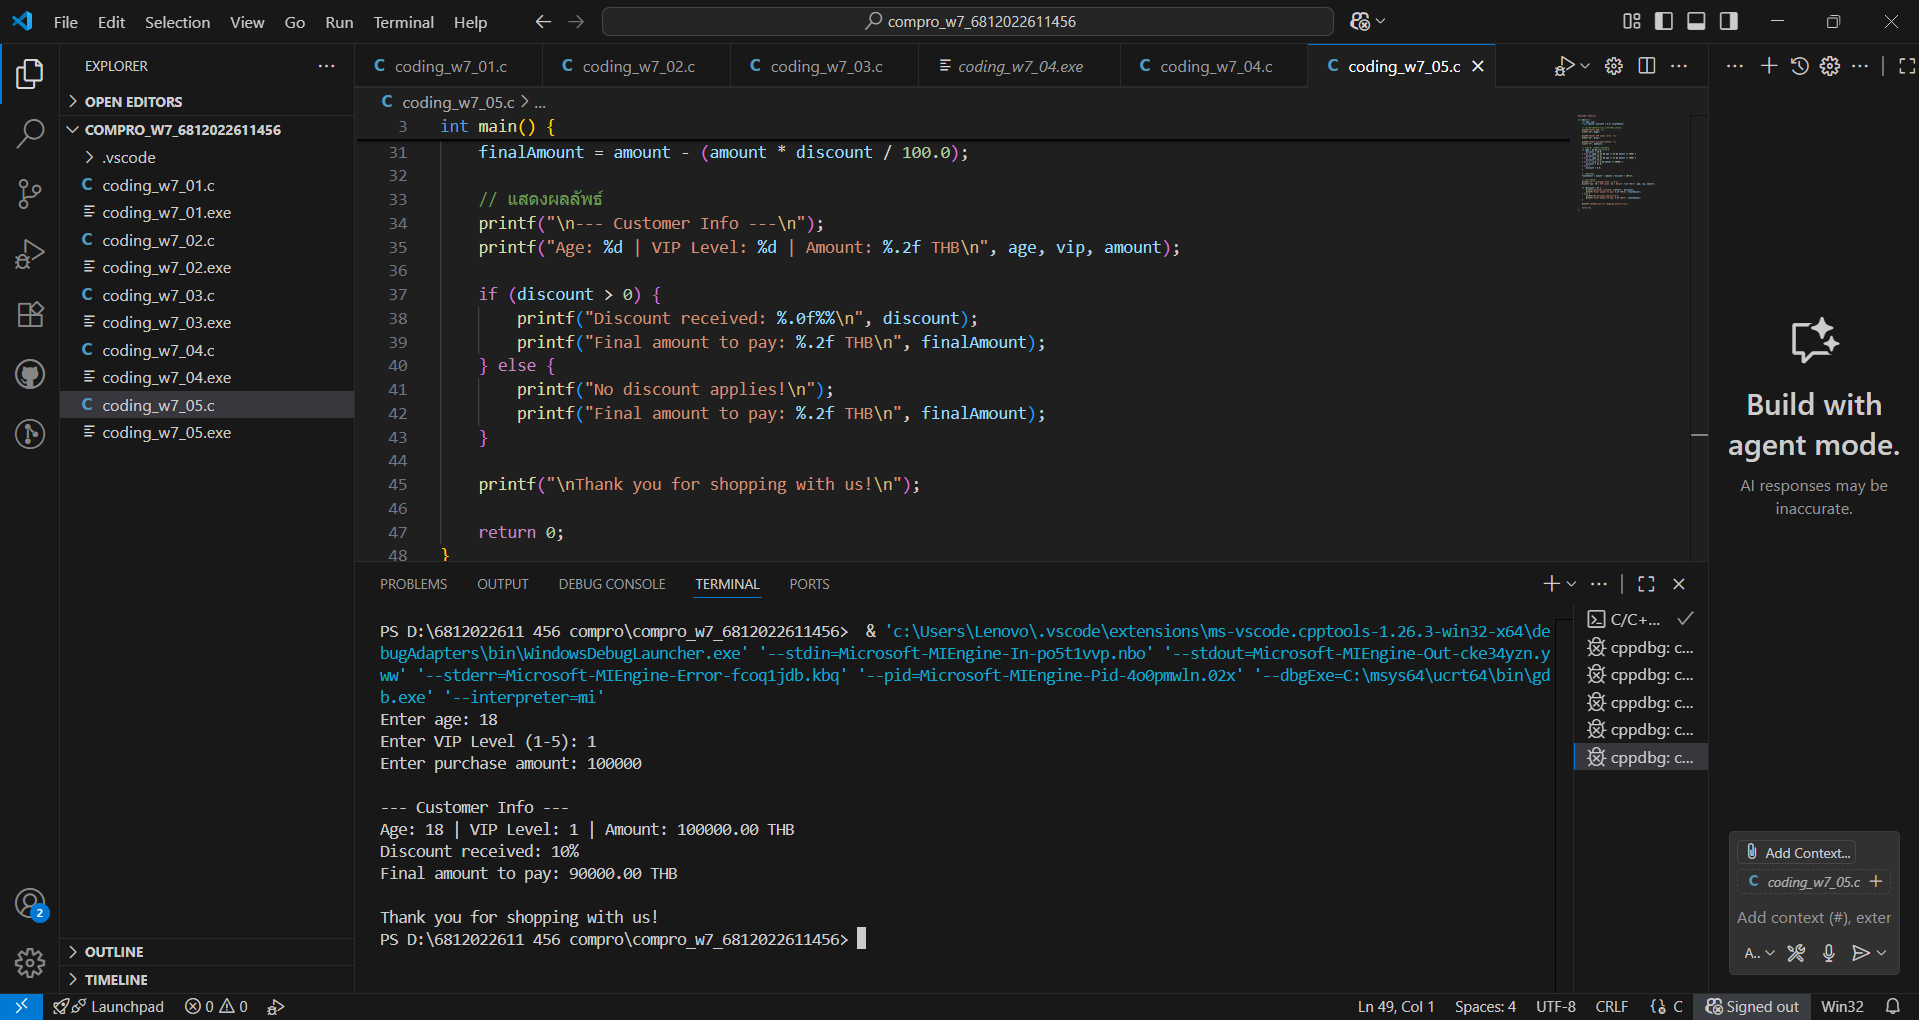 File Edit Selection View Go Run Terminal Help
compro_w7_6812022611456
EXPLORER
OPEN EDITORS
COMPRO_W7_6812022611456
.vscode
C coding_w7_01.c
coding_w7_01.exe
C coding_w7_02.c
coding_w7_02.exe
C coding_w7_03.c
coding_w7_03.exe
C coding_w7_04.c
coding_w7_04.exe
C coding_w7_05.c
coding_w7_05.exe
OUTLINE
TIMELINE
2
C coding_w7_01.c C coding_w7_02.c C coding_w7_03.c coding_w7_04.exe C coding_w7_04.c C coding_w7_05.c
C coding_w7_05.c > ...
3 int main() {
31 finalAmount = amount - (amount * discount / 100.0);
32
33 // แสดงผลลัพธ์
34 printf("\n--- Customer Info ---\n");
35 printf("Age: %d | VIP Level: %d | Amount: %.2f THB\n", age, vip, amount);
36
37 if (discount > 0) {
38 printf("Discount received: %.0f%%\n", discount);
39 printf("Final amount to pay: %.2f THB\n", finalAmount);
40 } else {
41 printf("No discount applies!\n");
42 printf("Final amount to pay: %.2f THB\n", finalAmount);
43 }
44
45 printf("\nThank you for shopping with us!\n");
46
47 return 0;
48 }
PROBLEMS OUTPUT DEBUG CONSOLE TERMINAL PORTS
PS D:\6812022611 456 compro\compro_w7_6812022611456> & 'c:\Users\Lenovo\.vscode\extensions\ms-vscode.cpptools-1.26.3-win32-x64\de
bugAdapters\bin\WindowsDebugLauncher.exe' '--stdin=Microsoft-MIEngine-In-po5t1vvp.nbo' '--stdout=Microsoft-MIEngine-Out-cke34yzn.y
ww' '--stderr=Microsoft-MIEngine-Error-fcoq1jdb.kbq' '--pid=Microsoft-MIEngine-Pid-4o0pmwln.02x' '--dbgExe=C:\msys64\ucrt64\bin\gd
b.exe' '--interpreter=mi'
Enter age: 18
Enter VIP Level (1-5): 1
Enter purchase amount: 100000
--- Customer Info ---
Age: 18 | VIP Level: 1 | Amount: 100000.00 THB
Discount received: 10%
Final amount to pay: 90000.00 THB
Thank you for shopping with us!
PS D:\6812022611 456 compro\compro_w7_6812022611456>
C/C+...
cppdbg: c...
cppdbg: c...
cppdbg: c...
cppdbg: c...
cppdbg: c...
Build with
agent mode.
AI responses may be
inaccurate.
Add Context...
C coding_w7_05.c +
Add context (#), exter
A..
Launchpad 0 0 Ln 49, Col 1 Spaces: 4 UTF-8 CRLF {} C Signed out Win32